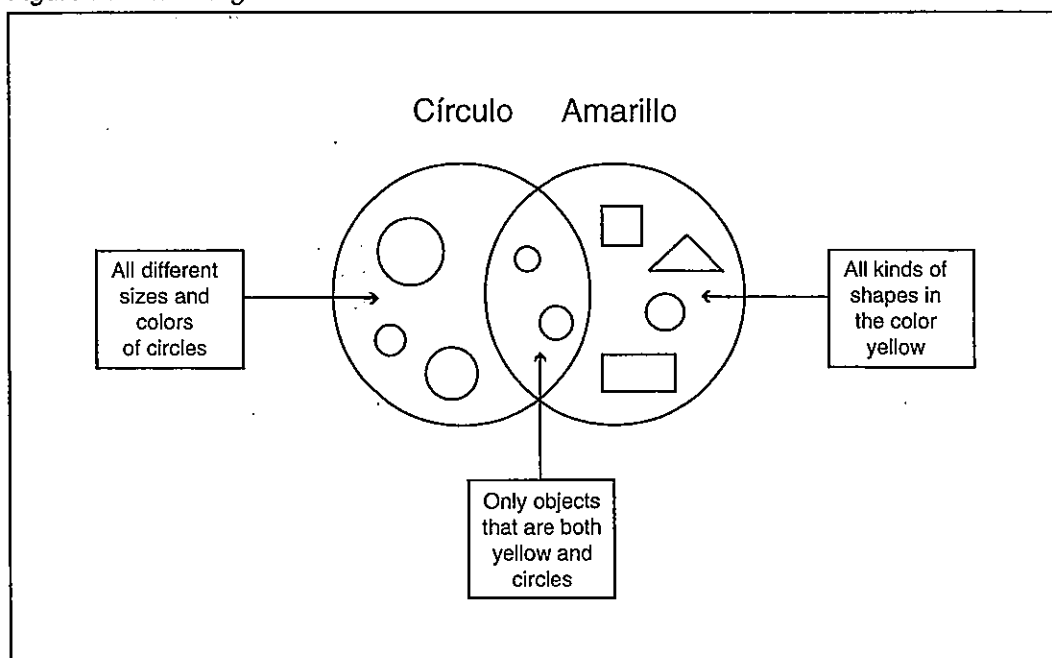 Círculo Amarillo
All different
sizes and
colors
of circles
All kinds of
shapes in
the color
yellow
Only objects
that are both
yellow and
circles